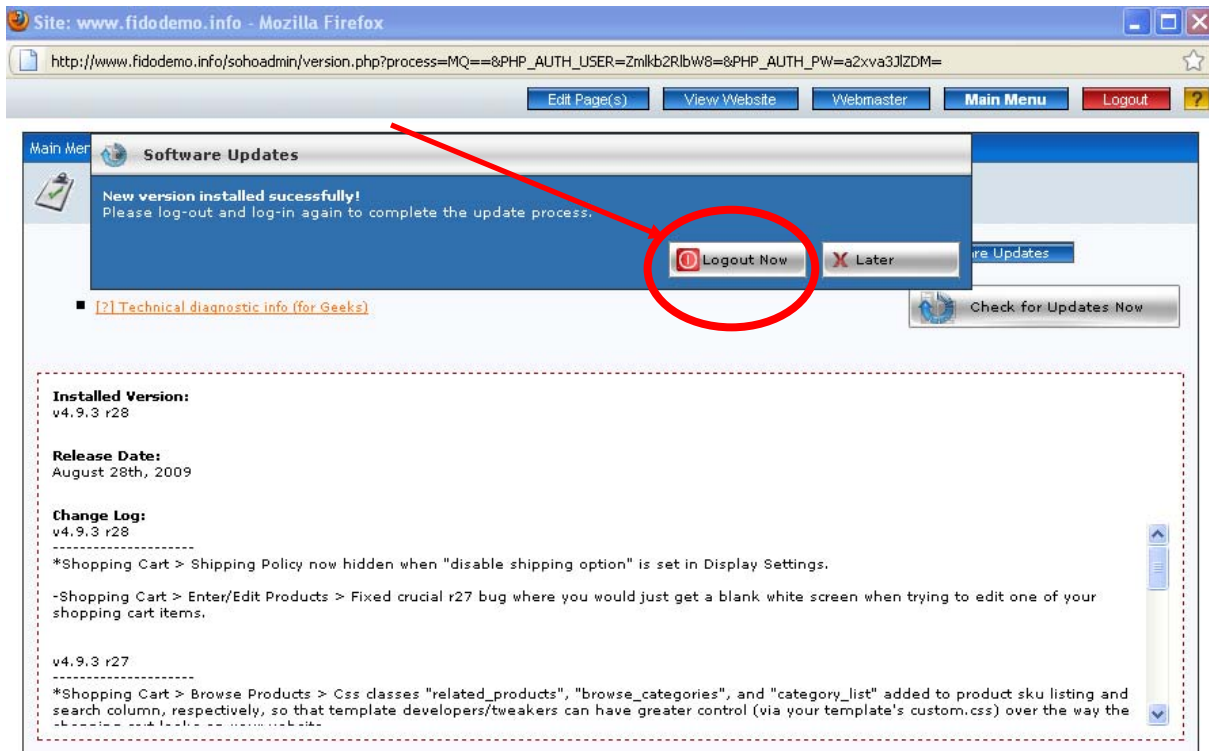 Site: www.fidodemo.info - Mozilla Firefox
http://www.fidodemo.info/sohoadmin/version.php?process=MQ==&PHP_AUTH_USER=Zmlkb2RlbW8=&PHP_AUTH_PW=a2xva3JlZDM=
Edit Page(s) View Website Webmaster Main Menu Logout ?
Main Men
Software Updates
New version installed sucessfully!
Please log-out and log-in again to complete the update process.
Logout Now X Later
re Updates
[?] Technical diagnostic info (for Geeks)
Check for Updates Now
Installed Version:
v4.9.3 r28
Release Date:
August 28th, 2009
Change Log:
v4.9.3 r28
---------------------
*Shopping Cart > Shipping Policy now hidden when "disable shipping option" is set in Display Settings.
-Shopping Cart > Enter/Edit Products > Fixed crucial r27 bug where you would just get a blank white screen when trying to edit one of your
shopping cart items.
v4.9.3 r27
---------------------
*Shopping Cart > Browse Products > Css classes "related_products", "browse_categories", and "category_list" added to product sku listing and
search column, respectively, so that template developers/tweakers can have greater control (via your template's custom.css) over the way the